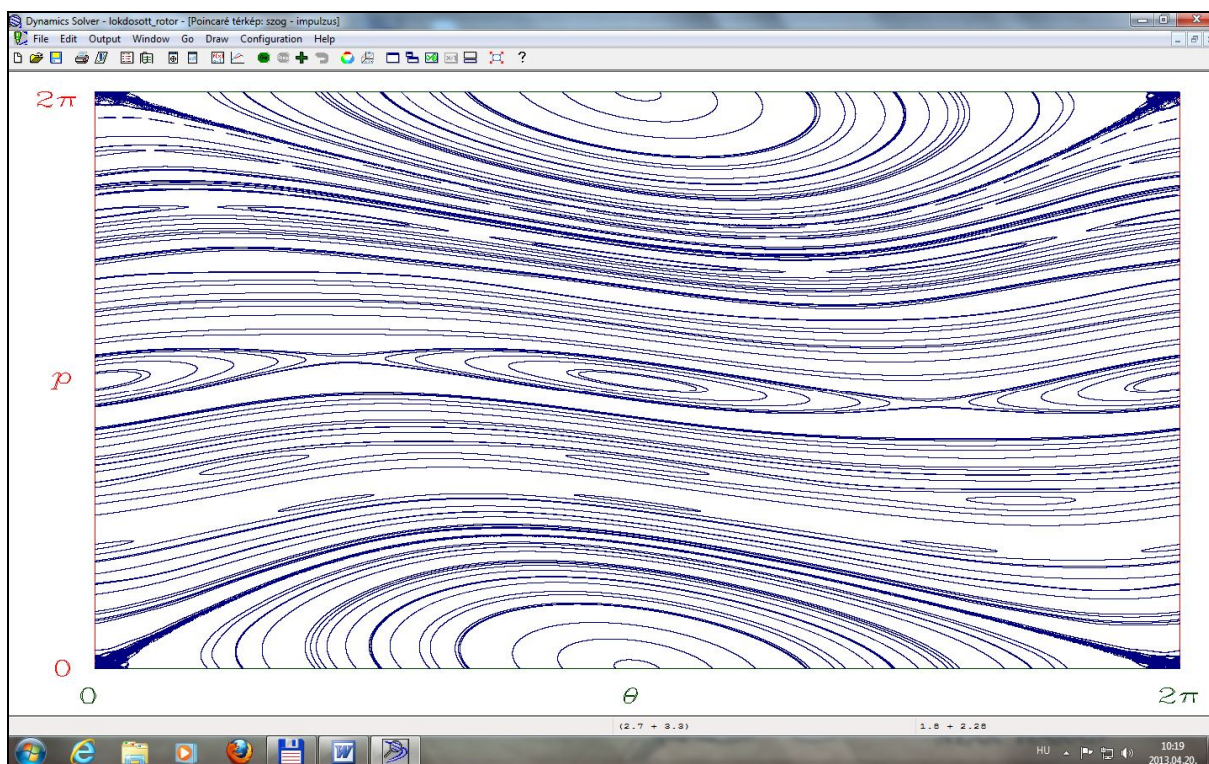 Dynamics Solver - lokdosott_rotor - [Poincaré térkép: szog - impulzus]
File Edit Output Window Go Draw Configuration Help
2π
p
0
0 θ 2π
(2.7 + 3.3) 1.8 + 2.28
HU 10:19
2013.04.20.